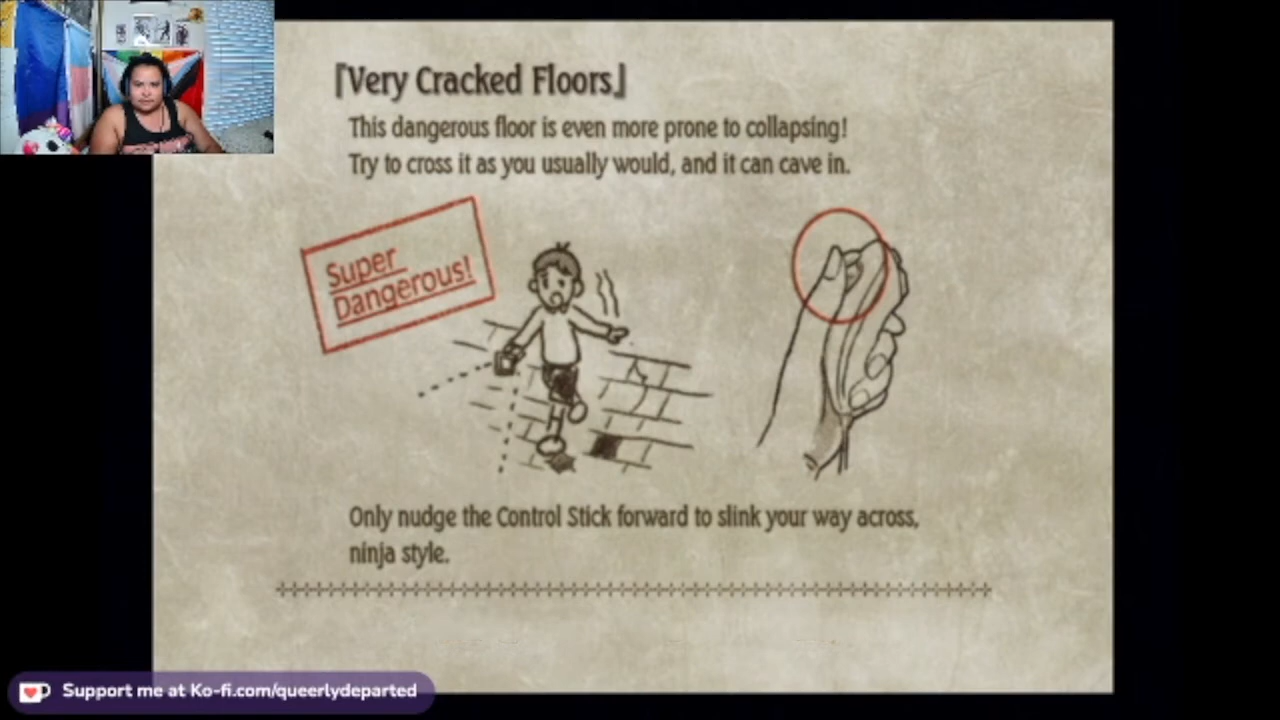 『Very Cracked Floors』
This dangerous floor is even more prone to collapsing!
Try to cross it as you usually would, and it can cave in.
Super
Dangerous!
Only nudge the Control Stick forward to slink your way across,
ninja style.
Support me at Ko-fi.com/queerlydeparted